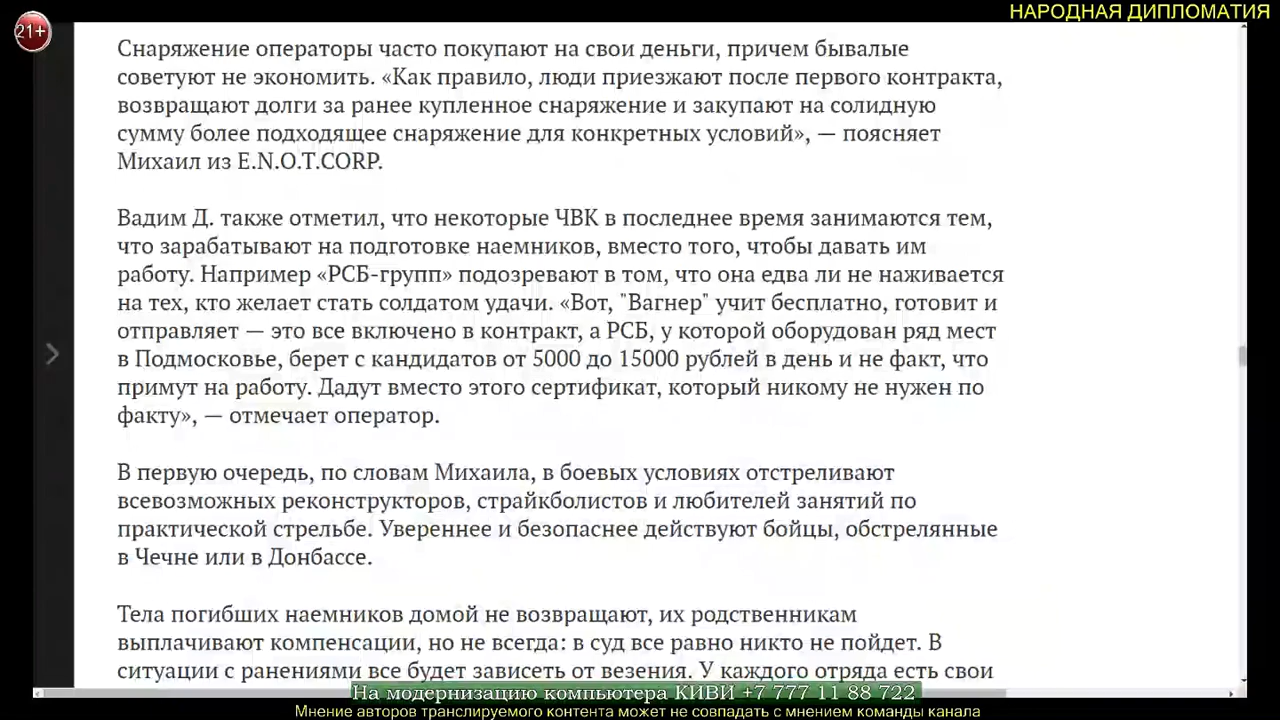 НАРОДНАЯ ДИПЛОМАТИЯ
21+
Снаряжение операторы часто покупают на свои деньги, причем бывалые
советуют не экономить. «Как правило, люди приезжают после первого контракта,
возвращают долги за ранее купленное снаряжение и закупают на солидную
сумму более подходящее снаряжение для конкретных условий», — поясняет
Михаил из E.N.O.T.CORP.
Вадим Д. также отметил, что некоторые ЧВК в последнее время занимаются тем,
что зарабатывают на подготовке наемников, вместо того, чтобы давать им
работу. Например «РСБ-групп» подозревают в том, что она едва ли не наживается
на тех, кто желает стать солдатом удачи. «Вот, "Вагнер" учит бесплатно, готовит и
отправляет — это все включено в контракт, а РСБ, у которой оборудован ряд мест
в Подмосковье, берет с кандидатов от 5000 до 15000 рублей в день и не факт, что
примут на работу. Дадут вместо этого сертификат, который никому не нужен по
факту», — отмечает оператор.
В первую очередь, по словам Михаила, в боевых условиях отстреливают
всевозможных реконструкторов, страйкболистов и любителей занятий по
практической стрельбе. Увереннее и безопаснее действуют бойцы, обстрелянные
в Чечне или в Донбассе.
Тела погибших наемников домой не возвращают, их родственникам
выплачивают компенсации, но не всегда: в суд все равно никто не пойдет. В
ситуации с ранениями все будет зависеть от везения. У каждого отряда есть свои
На модернизацию компьютера КИВИ +7 777 11 88 722
Мнение авторов транслируемого контента может не совпадать с мнением команды канала